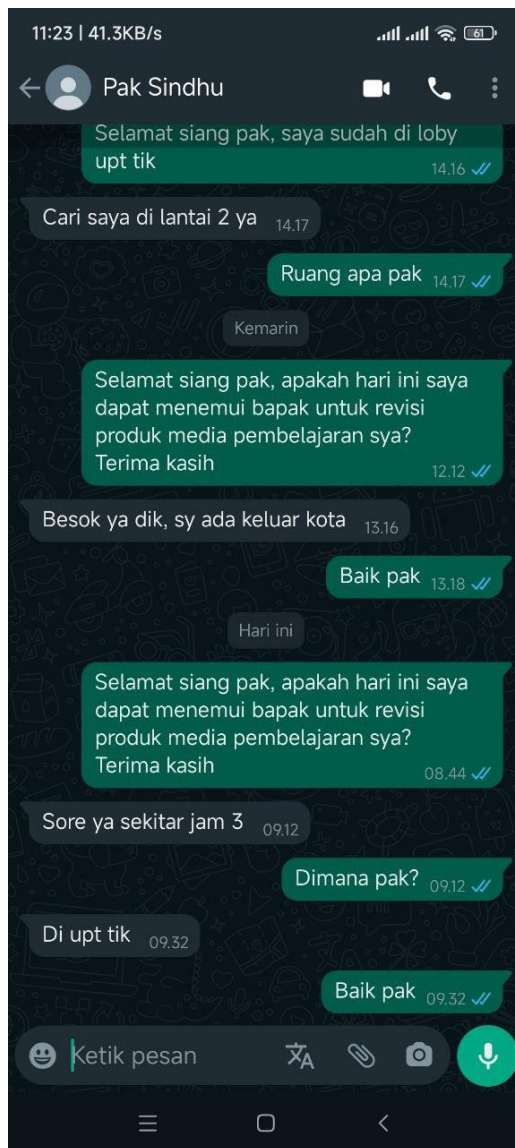 11:23 | 41.3KB/s
61
Pak Sindhu
Selamat siang pak, saya sudah di loby
upt tik
14.16
Cari saya di lantai 2 ya
14.17
Ruang apa pak
14.17
Kemarin
Selamat siang pak, apakah hari ini saya
dapat menemui bapak untuk revisi
produk media pembelajaran sya?
Terima kasih
12.12
Besok ya dik, sy ada keluar kota
13.16
Baik pak
13.18
Hari ini
Selamat siang pak, apakah hari ini saya
dapat menemui bapak untuk revisi
produk media pembelajaran sya?
Terima kasih
08.44
Sore ya sekitar jam 3
09.12
Dimana pak?
09.12
Di upt tik
09.32
Baik pak
09.32
Ketik pesan